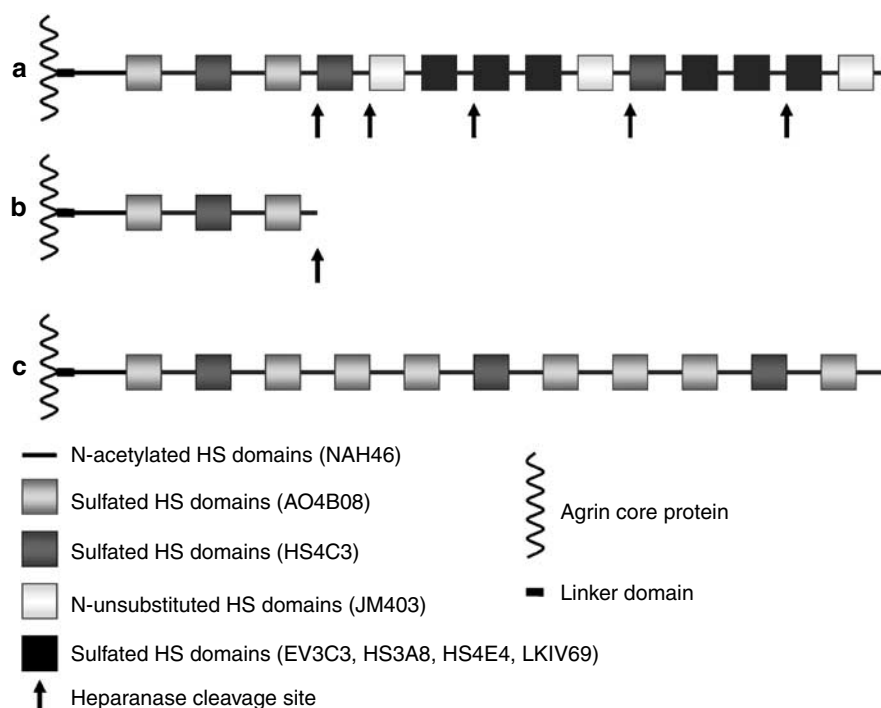 a
b
c
N-acetylated HS domains (NAH46)
Sulfated HS domains (AO4B08)
Sulfated HS domains (HS4C3)
N-unsubstituted HS domains (JM403)
Sulfated HS domains (EV3C3, HS3A8, HS4E4, LKIV69)
Heparanase cleavage site
Agrin core protein
Linker domain